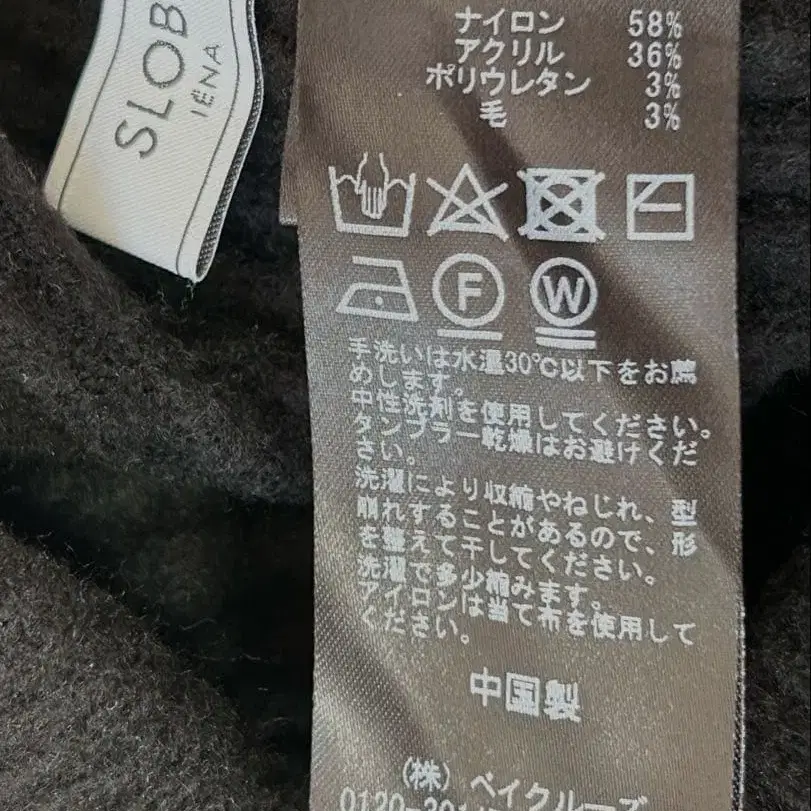 SLOB
IÉNA
ナイロン 58%
アクリル 36%
ポリウレタン 3%
毛 3%
F
W
手洗いは水温30℃以下をお薦
めします。
中性洗剤を使用してください。
タンブラー乾燥はお避けくだ
さい。
洗濯により収縮やねじれ、型
崩れすることがあるので、形
を整えて干してください。
洗濯で多少縮みます。
アイロンは当て布を使用して
ください。
中国製
(株) ベイクルーズ
0120-301